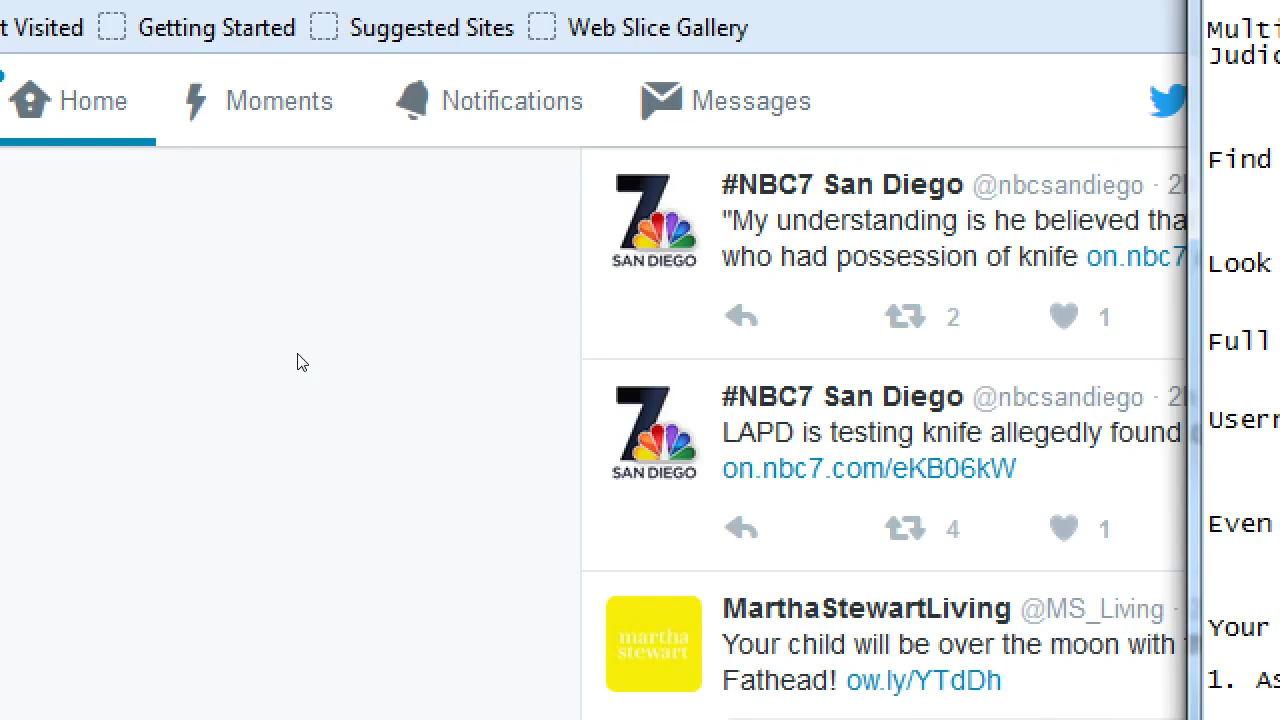 t Visited Getting Started Suggested Sites Web Slice Gallery
Home Moments Notifications Messages
#NBC7 San Diego @nbcsandiego ·
"My understanding is he believed tha
who had possession of knife on.nbc7
7 SAN DIEGO
2 1
#NBC7 San Diego @nbcsandiego ·
LAPD is testing knife allegedly found
on.nbc7.com/eKB06kW
7 SAN DIEGO
4 1
MarthaStewartLiving @MS_Living ·
Your child will be over the moon with
Fathead! ow.ly/YTdDh
martha
stewart
Multi
Judic
Find
Look
Full
Usern
Even
Your
1. As